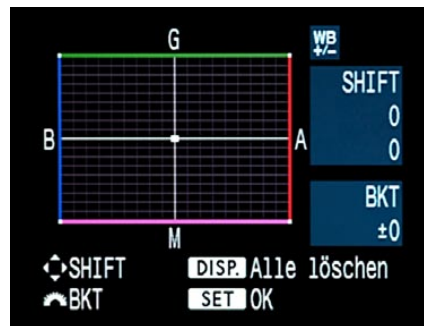 G
WB
+/−
SHIFT
0
0
B
A
BKT
±0
M
SHIFT
DISP. Alle löschen
BKT
SET OK